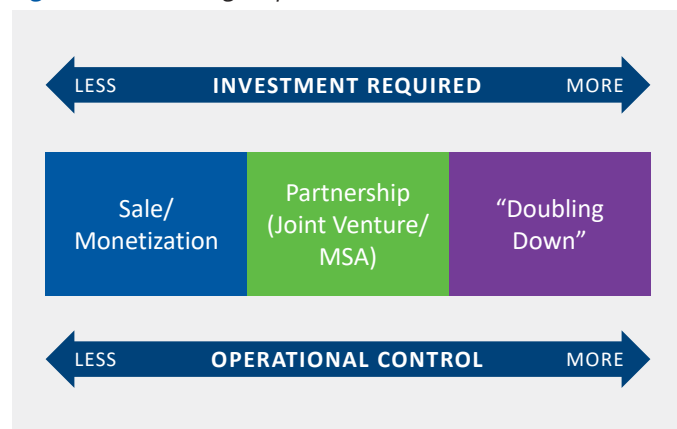 LESS INVESTMENT REQUIRED MORE
Sale/
Monetization
Partnership
(Joint Venture/
MSA)
“Doubling
Down”
LESS OPERATIONAL CONTROL MORE